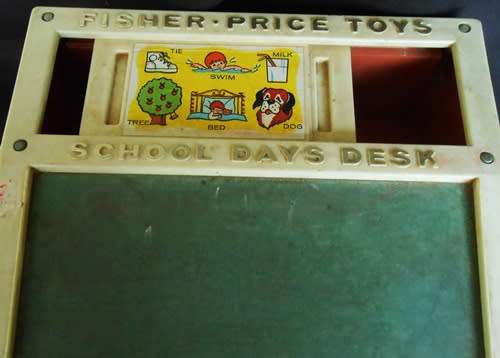 FISHER-PRICE TOYS
TIE
MILK
SWIM
TREE
BED
DOG
SCHOOL DAYS DESK